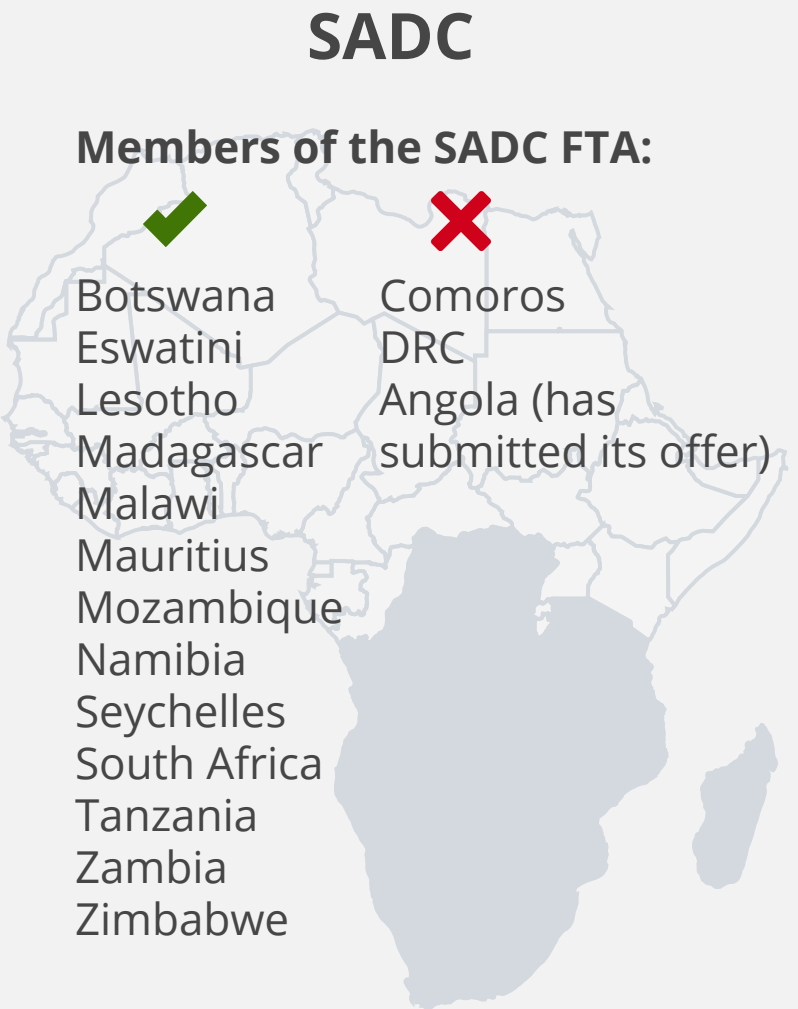 SADC
Members of the SADC FTA:
Botswana
Eswatini
Lesotho
Madagascar
Malawi
Mauritius
Mozambique
Namibia
Seychelles
South Africa
Tanzania
Zambia
Zimbabwe
Comoros
DRC
Angola (has
submitted its offer)